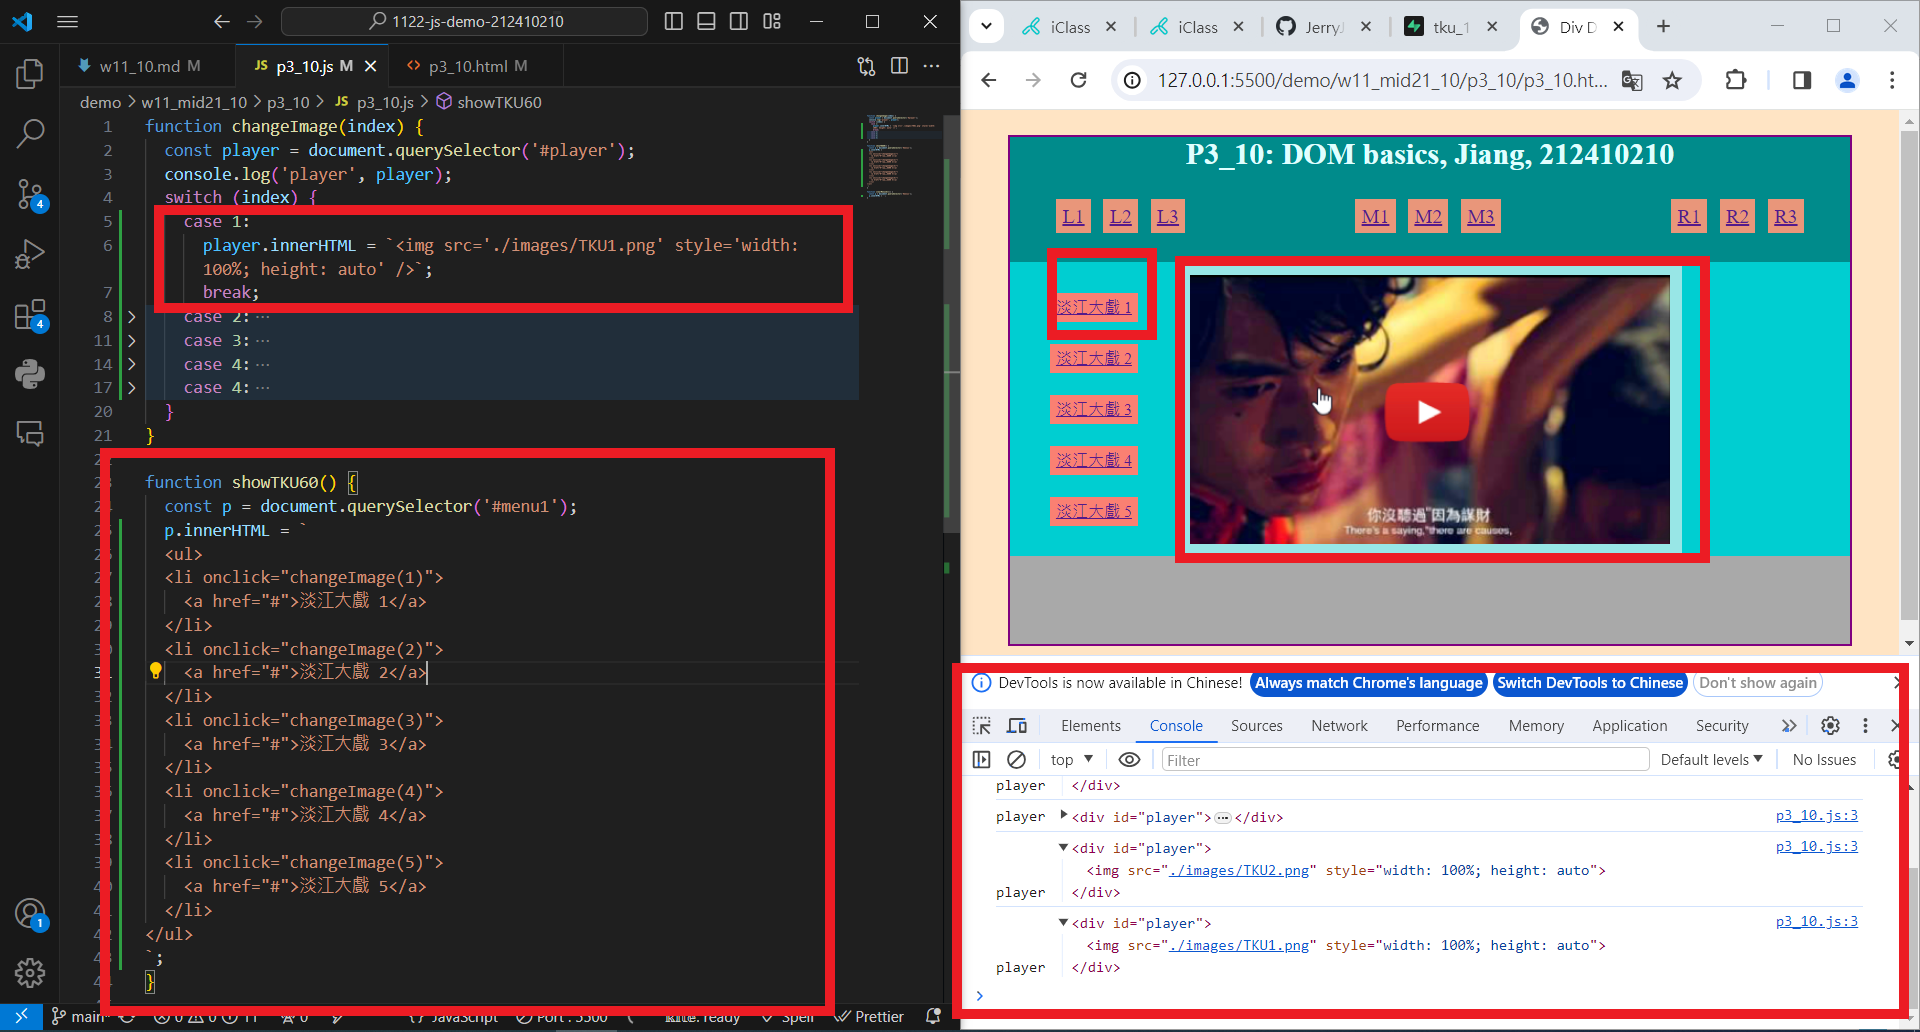 1122-js-demo-212410210
w11_10.md M
JS p3_10.js M
<> p3_10.html M
demo > w11_mid21_10 > p3_10 > JS p3_10.js > showTKU60
1 function changeImage(index) {
2 const player = document.querySelector('#player');
3 console.log('player', player);
4 switch (index) {
5 case 1:
6 player.innerHTML = `<img src='./images/TKU1.png' style='width:
100%; height: auto' />`;
7 break;
8 case 2: ···
11 case 3: ···
14 case 4: ···
17 case 4: ···
20 }
21 }
function showTKU60() {
const p = document.querySelector('#menu1');
p.innerHTML = `
<ul>
<li onclick="changeImage(1)">
<a href="#">淡江大戲 1</a>
</li>
<li onclick="changeImage(2)">
<a href="#">淡江大戲 2</a>
</li>
<li onclick="changeImage(3)">
<a href="#">淡江大戲 3</a>
</li>
<li onclick="changeImage(4)">
<a href="#">淡江大戲 4</a>
</li>
<li onclick="changeImage(5)">
<a href="#">淡江大戲 5</a>
</li>
</ul>
`;
}
4
4
1
main
JavaScript
Port : 5500
Spell
Prettier
iClass
iClass
JerryJ
tku_1
Div D
127.0.0.1:5500/demo/w11_mid21_10/p3_10/p3_10.ht...
P3_10: DOM basics, Jiang, 212410210
L1 L2 L3 M1 M2 M3 R1 R2 R3
淡江大戲 1
淡江大戲 2
淡江大戲 3
淡江大戲 4
淡江大戲 5
你沒聽過"因為謀財
There's a saying,"there are causes,
DevTools is now available in Chinese! Always match Chrome's language Switch DevTools to Chinese Don't show again
Elements Console Sources Network Performance Memory Application Security
top Filter Default levels No Issues
player </div>
player <div id="player">···</div> p3_10.js:3
<div id="player"> p3_10.js:3
<img src="./images/TKU2.png" style="width: 100%; height: auto">
player </div>
<div id="player"> p3_10.js:3
<img src="./images/TKU1.png" style="width: 100%; height: auto">
player </div>